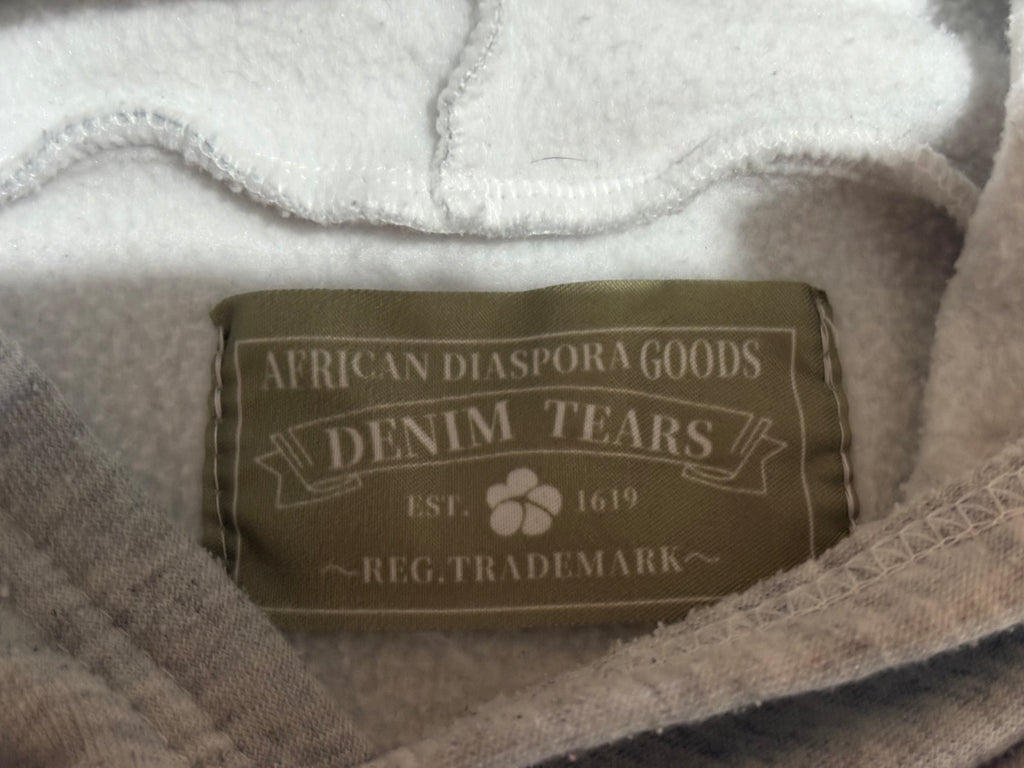 AFRICAN DIASPORA GOODS
DENIM TEARS
EST. 1619
~REG.TRADEMARK~